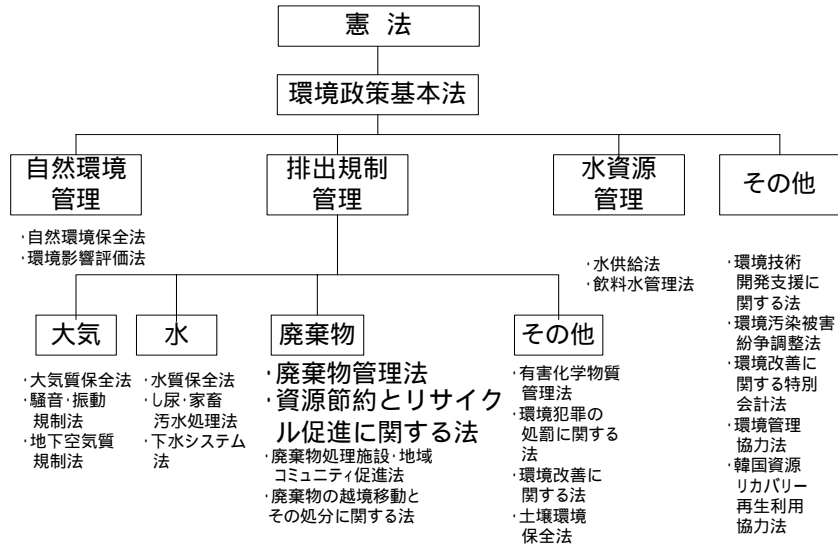 憲 法
環境政策基本法
自然環境
管理
排出規制
管理
水資源
管理
その他
・自然環境保全法
・環境影響評価法
・水供給法
・飲料水管理法
・環境技術
開発支援に
関する法
・環境汚染被害
紛争調整法
・環境改善に
関する特別
会計法
・環境管理
協力法
・韓国資源
リカバリー
再生利用
協力法
大気
水
廃棄物
その他
・大気質保全法
・騒音・振動
規制法
・地下空気質
規制法
・水質保全法
・し尿・家畜
汚水処理法
・下水システム
法
・廃棄物管理法
・資源節約とリサイク
ル促進に関する法
・廃棄物処理施設・地域
コミュニティ促進法
・廃棄物の越境移動と
その処分に関する法
・有害化学物質
管理法
・環境犯罪の
処罰に関する
法
・環境改善に
関する法
・土壌環境
保全法